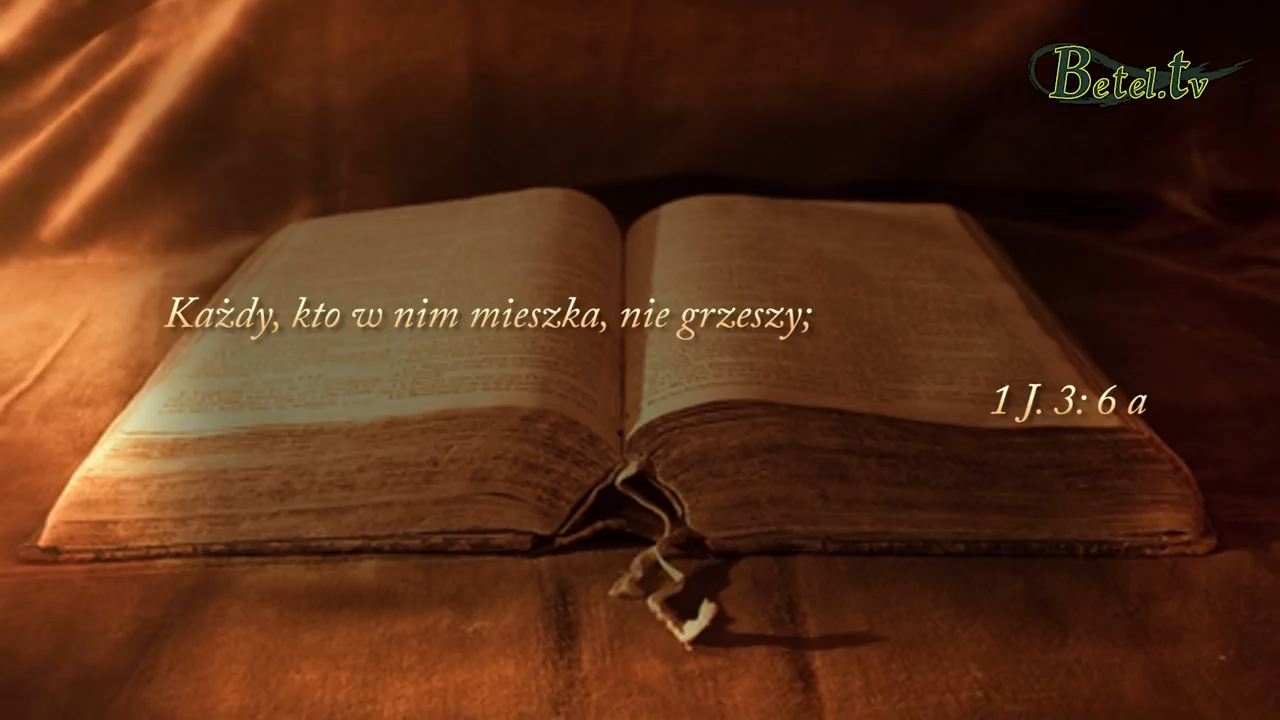 Betel.tv
Każdy, kto w nim mieszka, nie grzeszy;
1 J. 3: 6 a